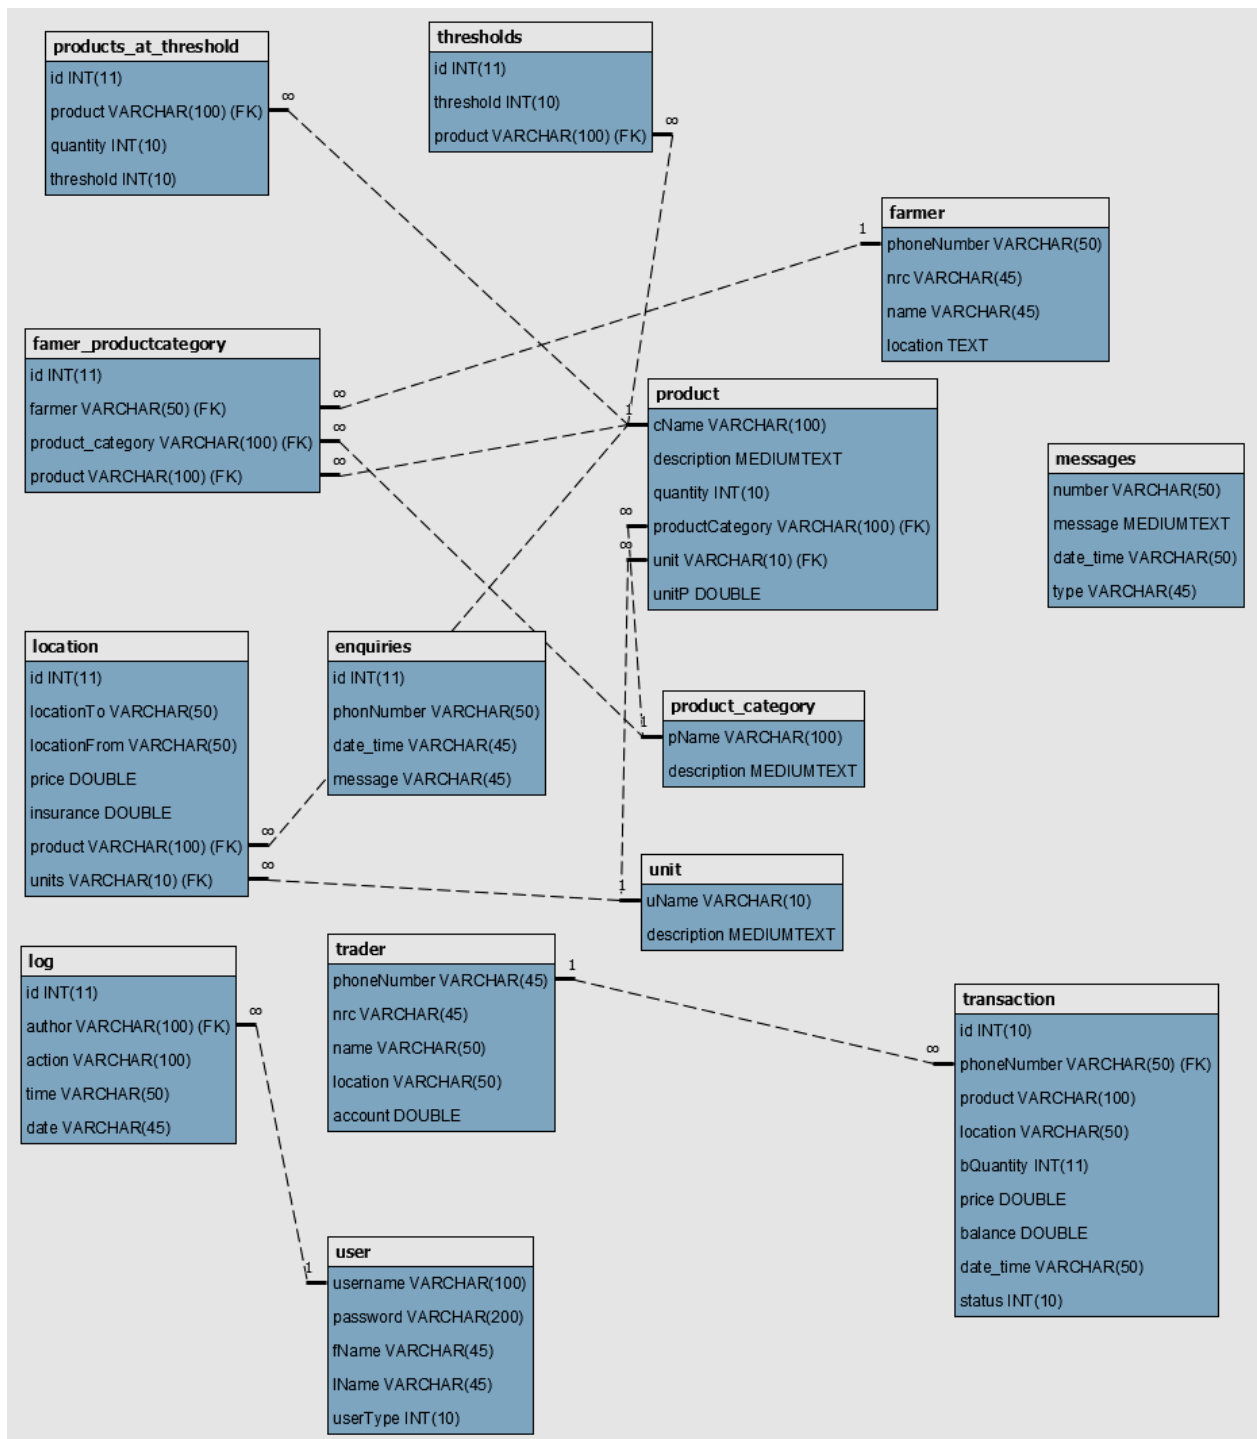 products_at_threshold
id INT(11)
product VARCHAR(100) (FK)
quantity INT(10)
threshold INT(10)
∞
thresholds
id INT(11)
threshold INT(10)
product VARCHAR(100) (FK)
∞
farmer
phoneNumber VARCHAR(50)
nrc VARCHAR(45)
name VARCHAR(45)
location TEXT
1
famer_productcategory
id INT(11)
farmer VARCHAR(50) (FK)
product_category VARCHAR(100) (FK)
product VARCHAR(100) (FK)
∞
∞
∞
product
cName VARCHAR(100)
description MEDIUMTEXT
quantity INT(10)
productCategory VARCHAR(100) (FK)
unit VARCHAR(10) (FK)
unitP DOUBLE
1
∞
∞
messages
number VARCHAR(50)
message MEDIUMTEXT
date_time VARCHAR(50)
type VARCHAR(45)
location
id INT(11)
locationTo VARCHAR(50)
locationFrom VARCHAR(50)
price DOUBLE
insurance DOUBLE
product VARCHAR(100) (FK)
units VARCHAR(10) (FK)
∞
∞
enquiries
id INT(11)
phonNumber VARCHAR(50)
date_time VARCHAR(45)
message VARCHAR(45)
product_category
pName VARCHAR(100)
description MEDIUMTEXT
1
unit
uName VARCHAR(10)
description MEDIUMTEXT
1
log
id INT(11)
author VARCHAR(100) (FK)
action VARCHAR(100)
time VARCHAR(50)
date VARCHAR(45)
∞
trader
phoneNumber VARCHAR(45)
nrc VARCHAR(45)
name VARCHAR(50)
location VARCHAR(50)
account DOUBLE
1
transaction
id INT(10)
phoneNumber VARCHAR(50) (FK)
product VARCHAR(100)
location VARCHAR(50)
bQuantity INT(11)
price DOUBLE
balance DOUBLE
date_time VARCHAR(50)
status INT(10)
∞
user
username VARCHAR(100)
password VARCHAR(200)
fName VARCHAR(45)
lName VARCHAR(45)
userType INT(10)
1